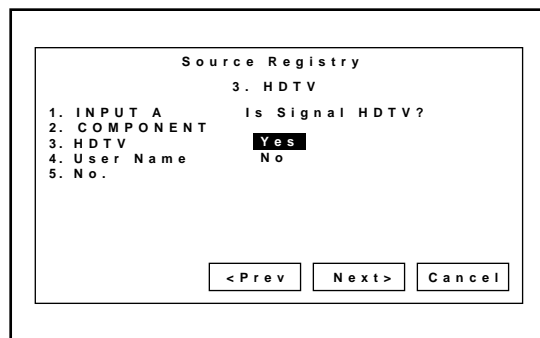 Source Registry
3. HDTV
1. INPUT A
2. COMPONENT
3. HDTV
4. User Name
5. No.
Is Signal HDTV?
Yes
No
<Prev
Next>
Cancel